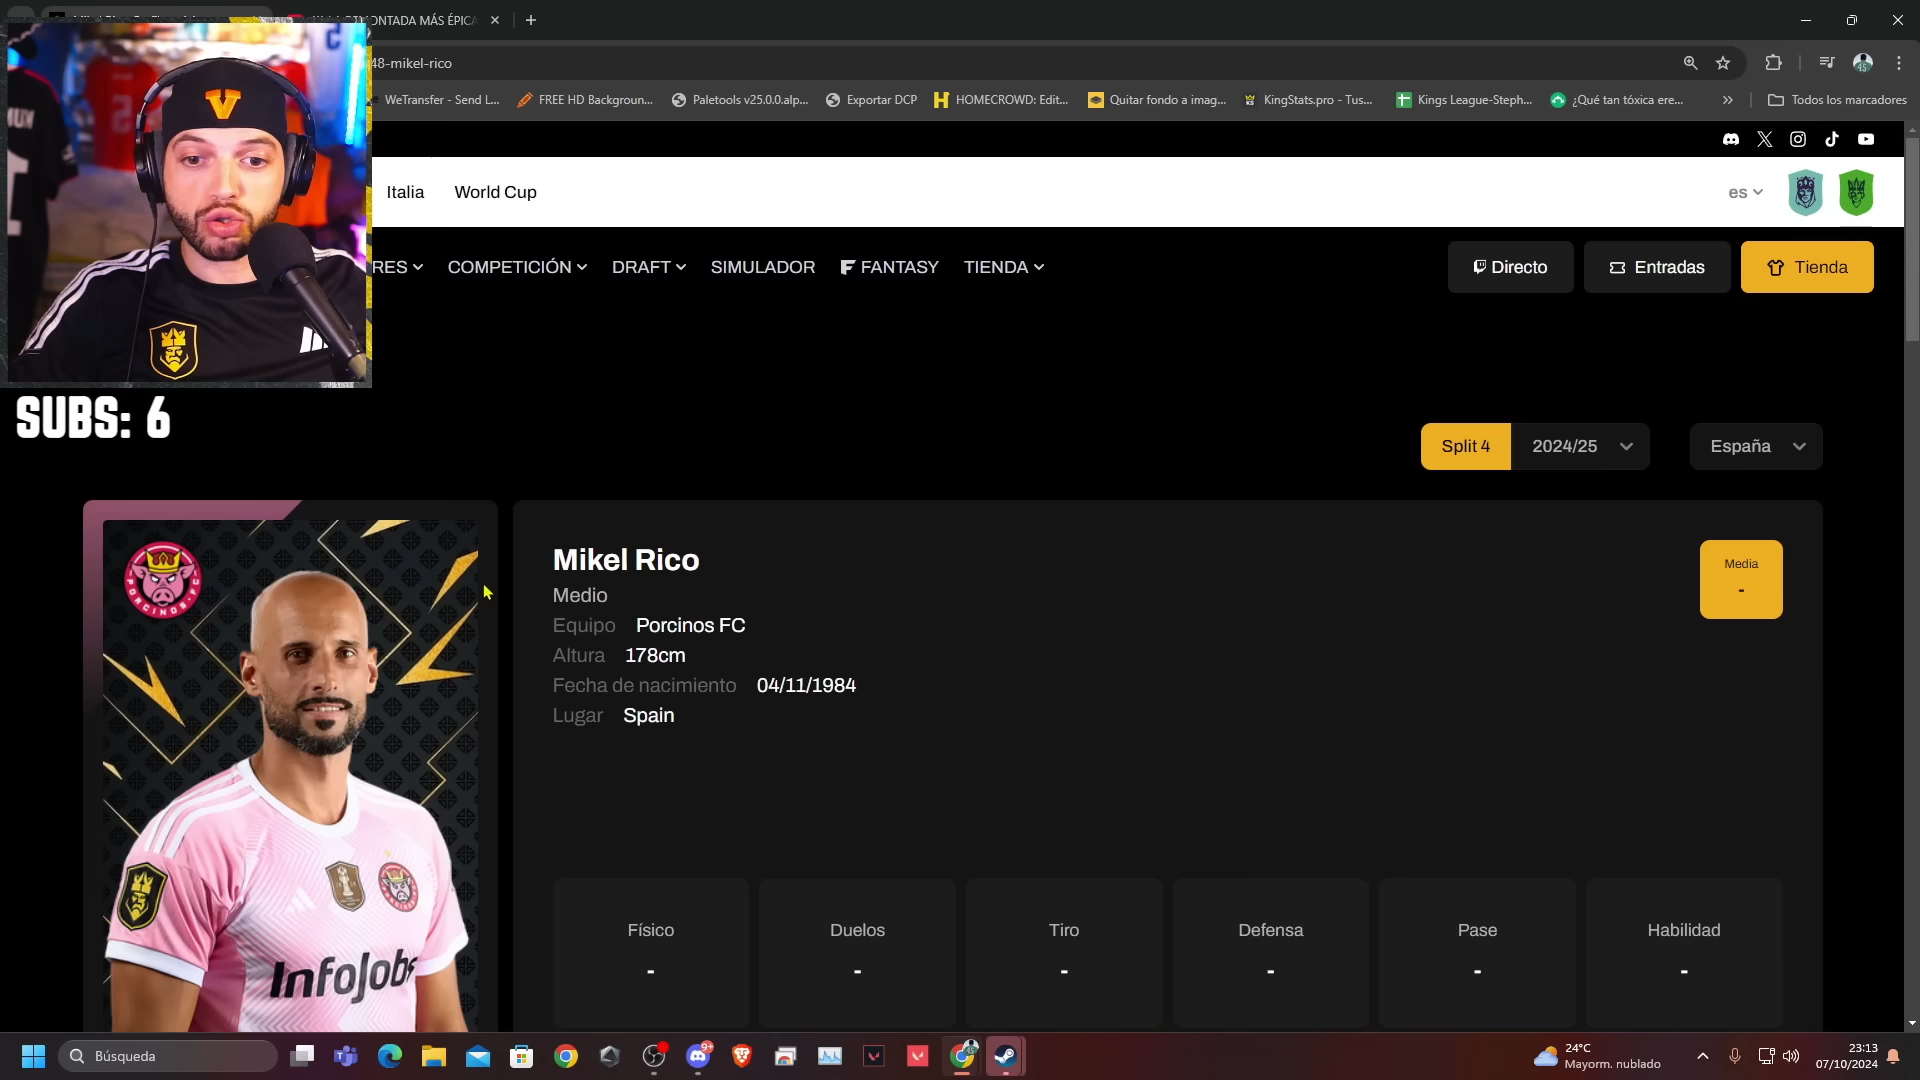 ONTADA MÁS ÉPICA
48-mikel-rico
WeTransfer - Send L...
FREE HD Backgroun...
Paletools v25.0.0.alp...
Exportar DCP
HOMECROWD: Edit...
Quitar fondo a imag...
KingStats.pro - Tus...
Kings League-Steph...
¿Qué tan tóxica ere...
Todos los marcadores
Italia
World Cup
es
RES
COMPETICIÓN
DRAFT
SIMULADOR
FANTASY
TIENDA
Directo
Entradas
Tienda
SUBS: 6
Split 4
2024/25
España
PORCINOS FC
Mikel Rico
Medio
Equipo Porcinos FC
Altura 178cm
Fecha de nacimiento 04/11/1984
Lugar Spain
Media
-
Físico
-
Duelos
-
Tiro
-
Defensa
-
Pase
-
Habilidad
-
InfoJobs
Búsqueda
9+
24°C
Mayorm. nublado
23:13
07/10/2024